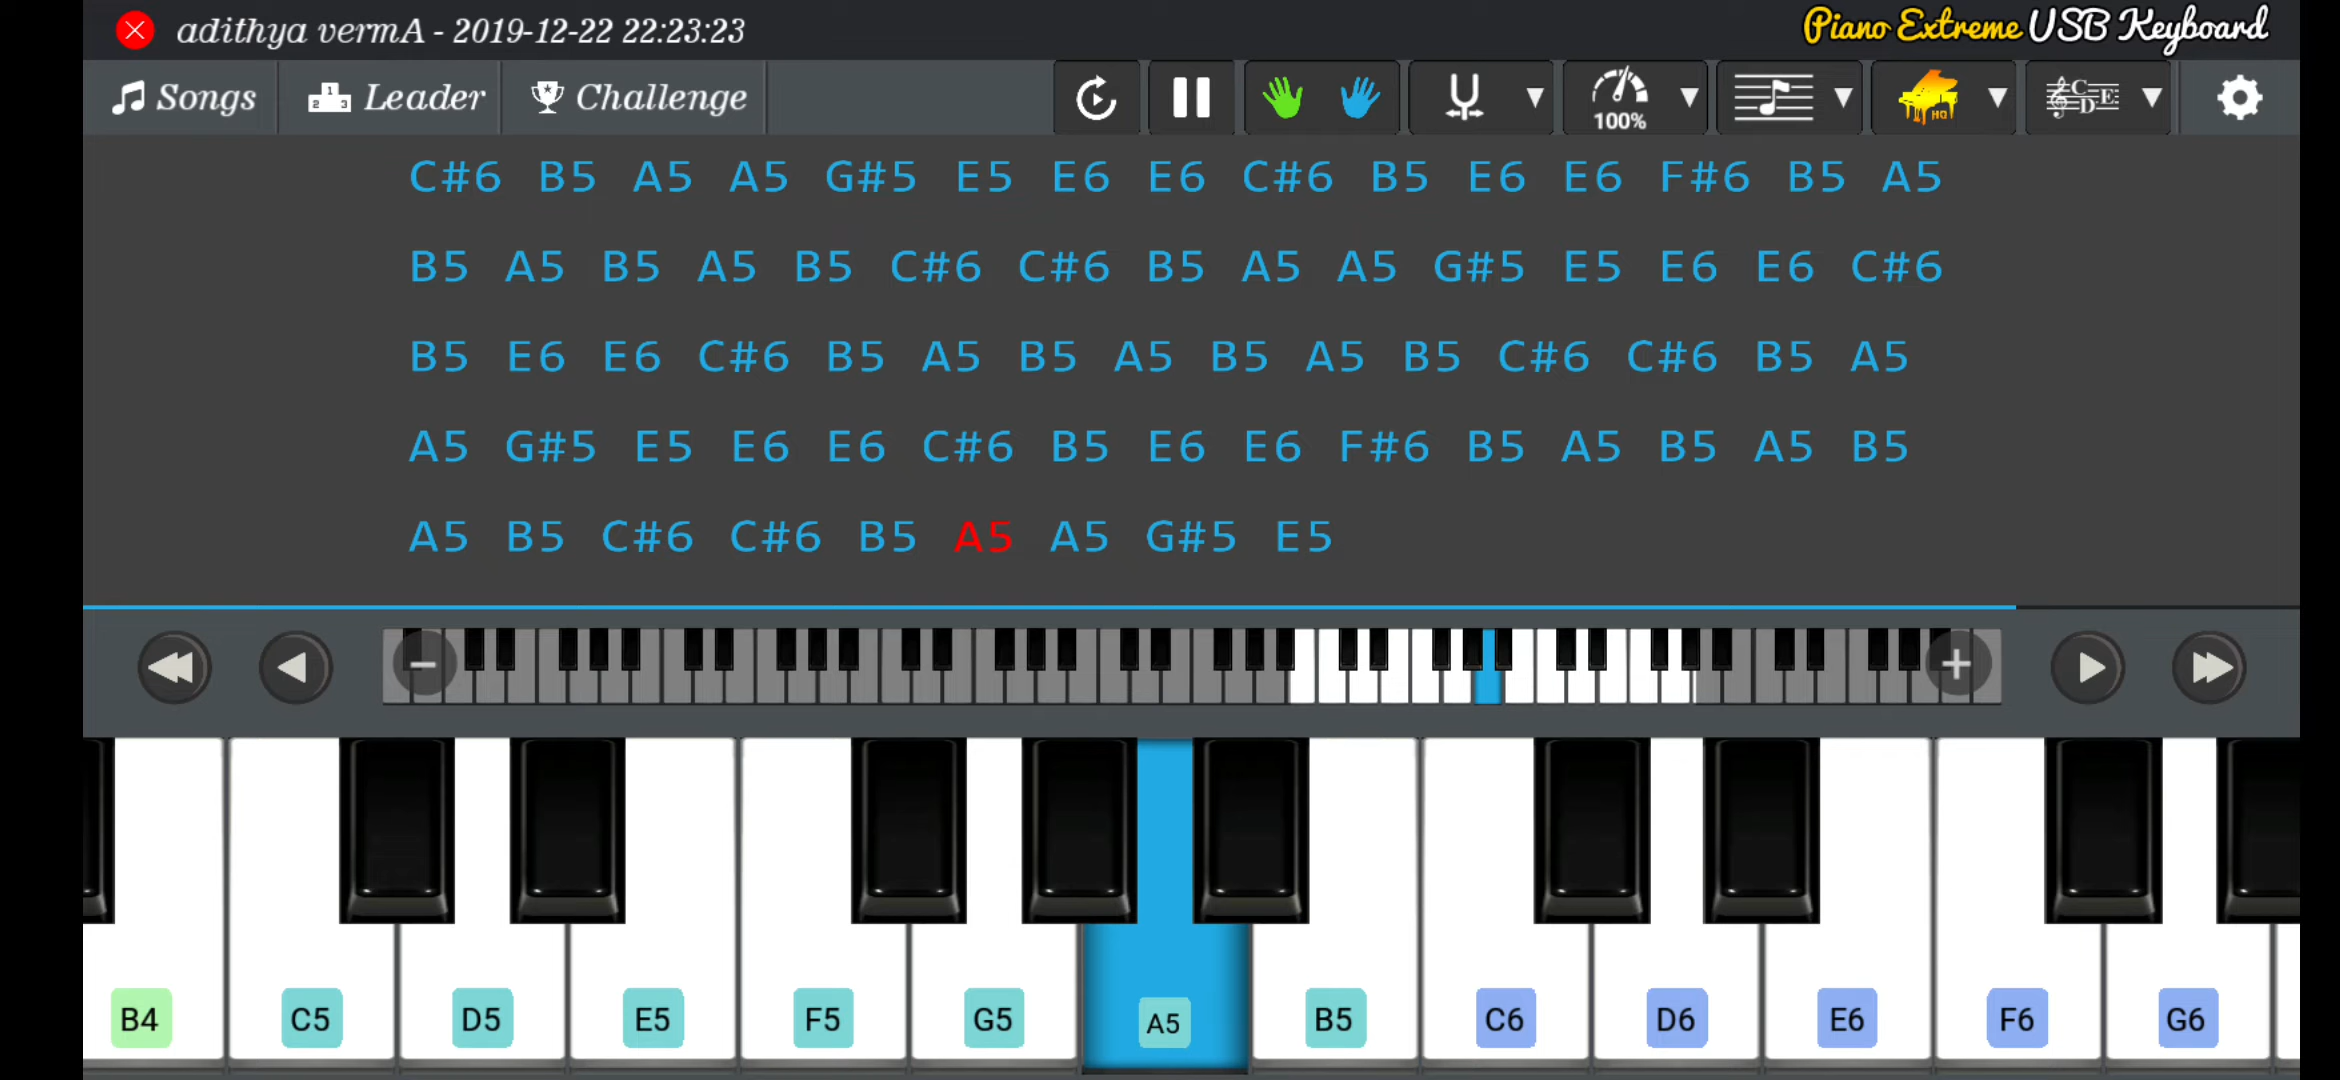 adithya vermA - 2019-12-22 22:23:23
Piano Extreme USB Keyboard
Songs Leader Challenge 100%
C#6 B5 A5 A5 G#5 E5 E6 E6 C#6 B5 E6 E6 F#6 B5 A5
B5 A5 B5 A5 B5 C#6 C#6 B5 A5 A5 G#5 E5 E6 E6 C#6
B5 E6 E6 C#6 B5 A5 B5 A5 B5 A5 B5 C#6 C#6 B5 A5
A5 G#5 E5 E6 E6 C#6 B5 E6 E6 F#6 B5 A5 B5 A5 B5
A5 B5 C#6 C#6 B5 A5 A5 G#5 E5
B4 C5 D5 E5 F5 G5 A5 B5 C6 D6 E6 F6 G6